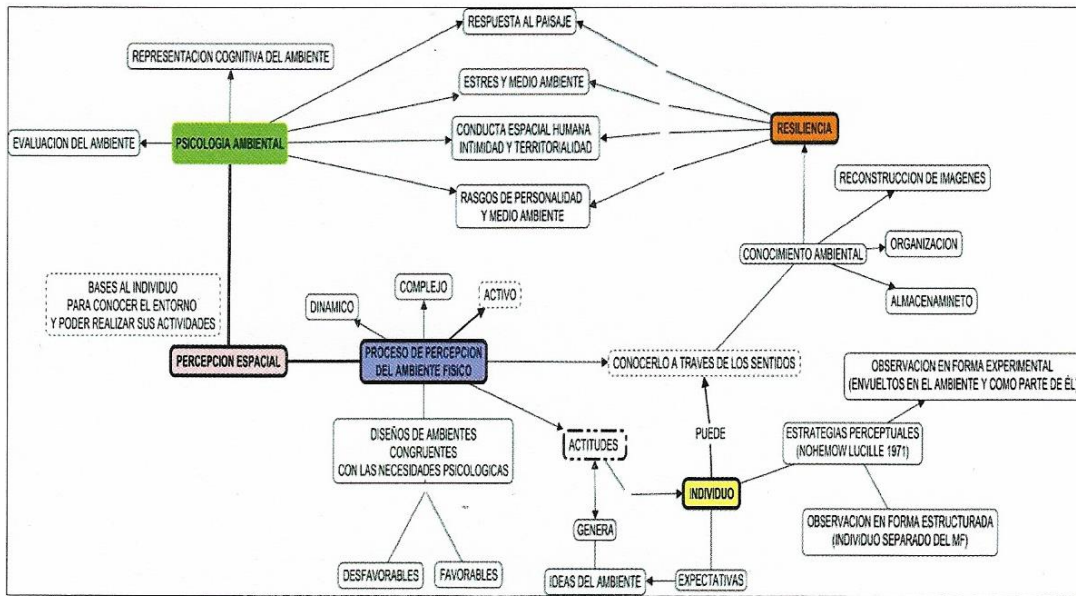 RESPUESTA AL PAISAJE
REPRESENTACION COGNITIVA DEL AMBIENTE
ESTRES Y MEDIO AMBIENTE
EVALUACION DEL AMBIENTE
PSICOLOGIA AMBIENTAL
CONDUCTA ESPACIAL HUMANA
INTIMIDAD Y TERRITORIALIDAD
RESILIENCIA
RASGOS DE PERSONALIDAD
Y MEDIO AMBIENTE
RECONSTRUCCION DE IMAGENES
CONOCIMIENTO AMBIENTAL
ORGANIZACION
ALMACENAMINETO
BASES AL INDIVIDUO
PARA CONOCER EL ENTORNO
Y PODER REALIZAR SUS ACTIVIDADES
DINAMICO
COMPLEJO
ACTIVO
PERCEPCION ESPACIAL
PROCESO DE PERCEPCION
DEL AMBIENTE FISICO
CONOCERLO A TRAVES DE LOS SENTIDOS
OBSERVACION EN FORMA EXPERIMENTAL
(ENVUELTOS EN EL AMBIENTE Y COMO PARTE DE ÉL)
DISEÑOS DE AMBIENTES
CONGRUENTES
CON LAS NECESIDADES PSICOLOGICAS
ACTITUDES
PUEDE
ESTRATEGIAS PERCEPTUALES
(NOHEMOW LUCILLE 1971)
INDIVIDUO
GENERA
OBSERVACION EN FORMA ESTRUCTURADA
(INDIVIDUO SEPARADO DEL MF)
DESFAVORABLES
FAVORABLES
IDEAS DEL AMBIENTE
EXPECTATIVAS